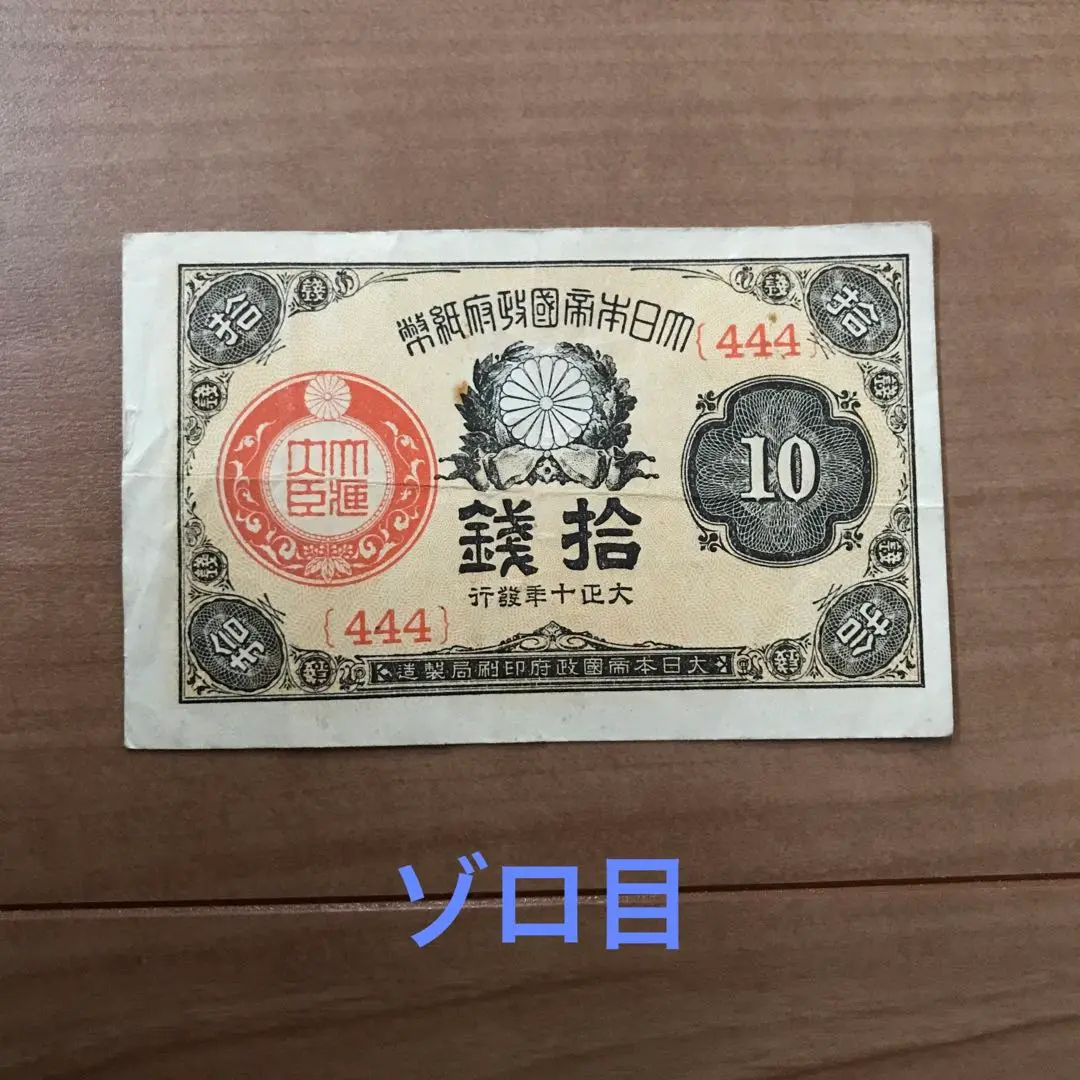 大日本帝國政府紙幣
{444}
拾
錢
拾
大藏大臣
10
拾錢
大正十年發行
{444}
拾
錢
拾
大日本帝國政府印刷局製造
ゾロ目